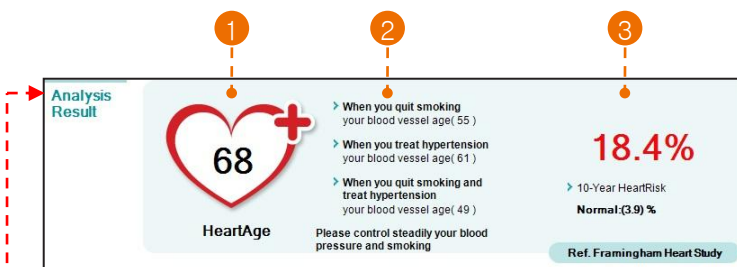 1
2
3
Analysis
Result
68
HeartAge
When you quit smoking
your blood vessel age( 55 )
When you treat hypertension
your blood vessel age( 61 )
When you quit smoking and
treat hypertension
your blood vessel age( 49 )
Please control steadily your blood
pressure and smoking
18.4%
10-Year HeartRisk
Normal:(3.9) %
Ref. Framingham Heart Study